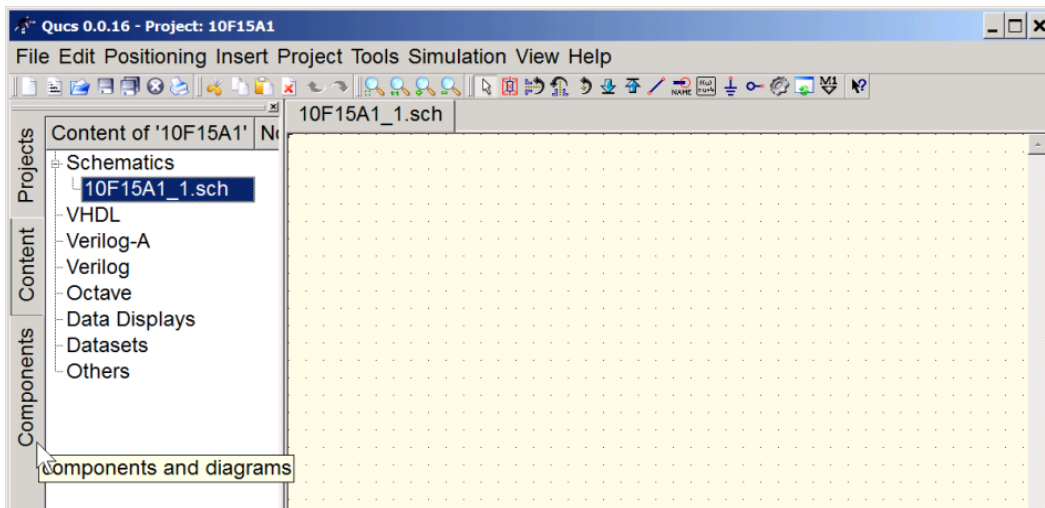 Qucs 0.0.16 - Project: 10F15A1
File Edit Positioning Insert Project Tools Simulation View Help
NAME
10F15A1_1.sch
Content of '10F15A1'
Projects
Content
Components
Schematics
10F15A1_1.sch
VHDL
Verilog-A
Verilog
Octave
Data Displays
Datasets
Others
components and diagrams